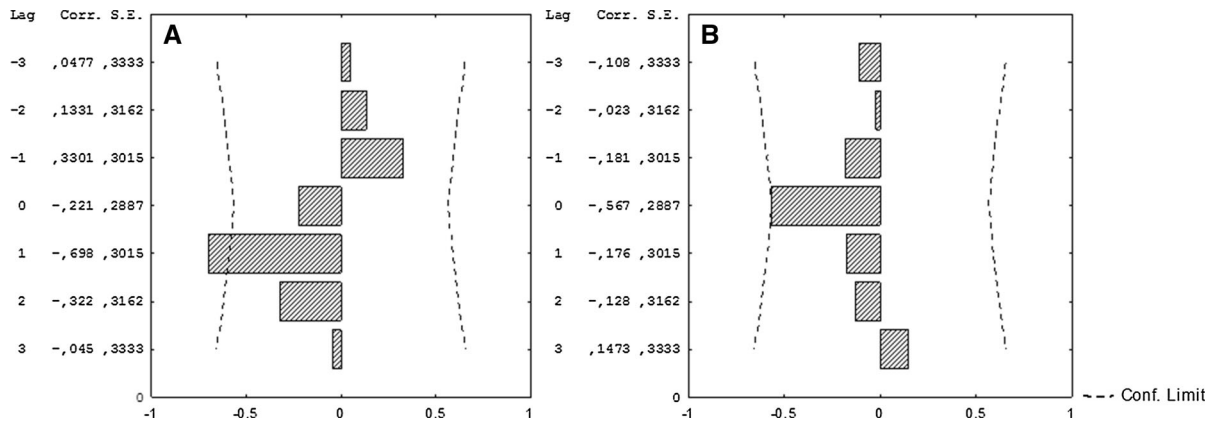 Lag Corr. S.E. A
-3 ,0477 ,3333
-2 ,1331 ,3162
-1 ,3301 ,3015
0 -,221 ,2887
1 -,698 ,3015
2 -,322 ,3162
3 -,045 ,3333
0
-1 -0.5 0 0.5 1
Lag Corr. S.E. B
-3 -,108 ,3333
-2 -,023 ,3162
-1 -,181 ,3015
0 -,567 ,2887
1 -,176 ,3015
2 -,128 ,3162
3 ,1473 ,3333
0
-1 -0.5 0 0.5 1
Conf. Limit